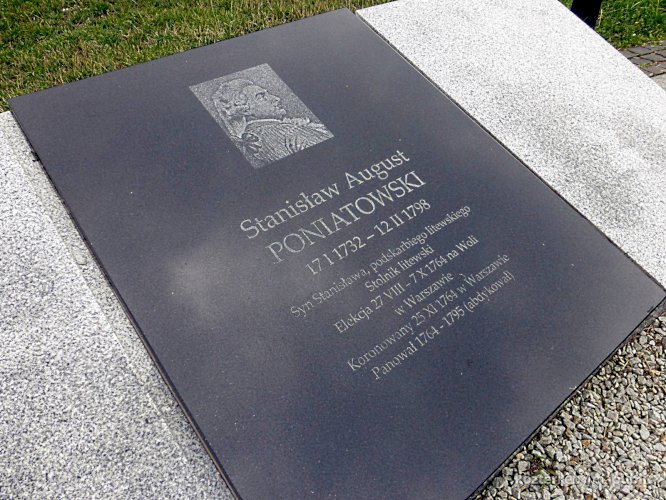 Stanisław August
PONIATOWSKI
17 I 1732 – 12 II 1798
Syn Stanisława, podskarbiego litewskiego
Stolnik litewski
Elekcja 27 VIII – 7 X 1764 na Woli
w Warszawie
Koronowany 25 XI 1764 w Warszawie
Panował 1764 - 1795 (abdykował)